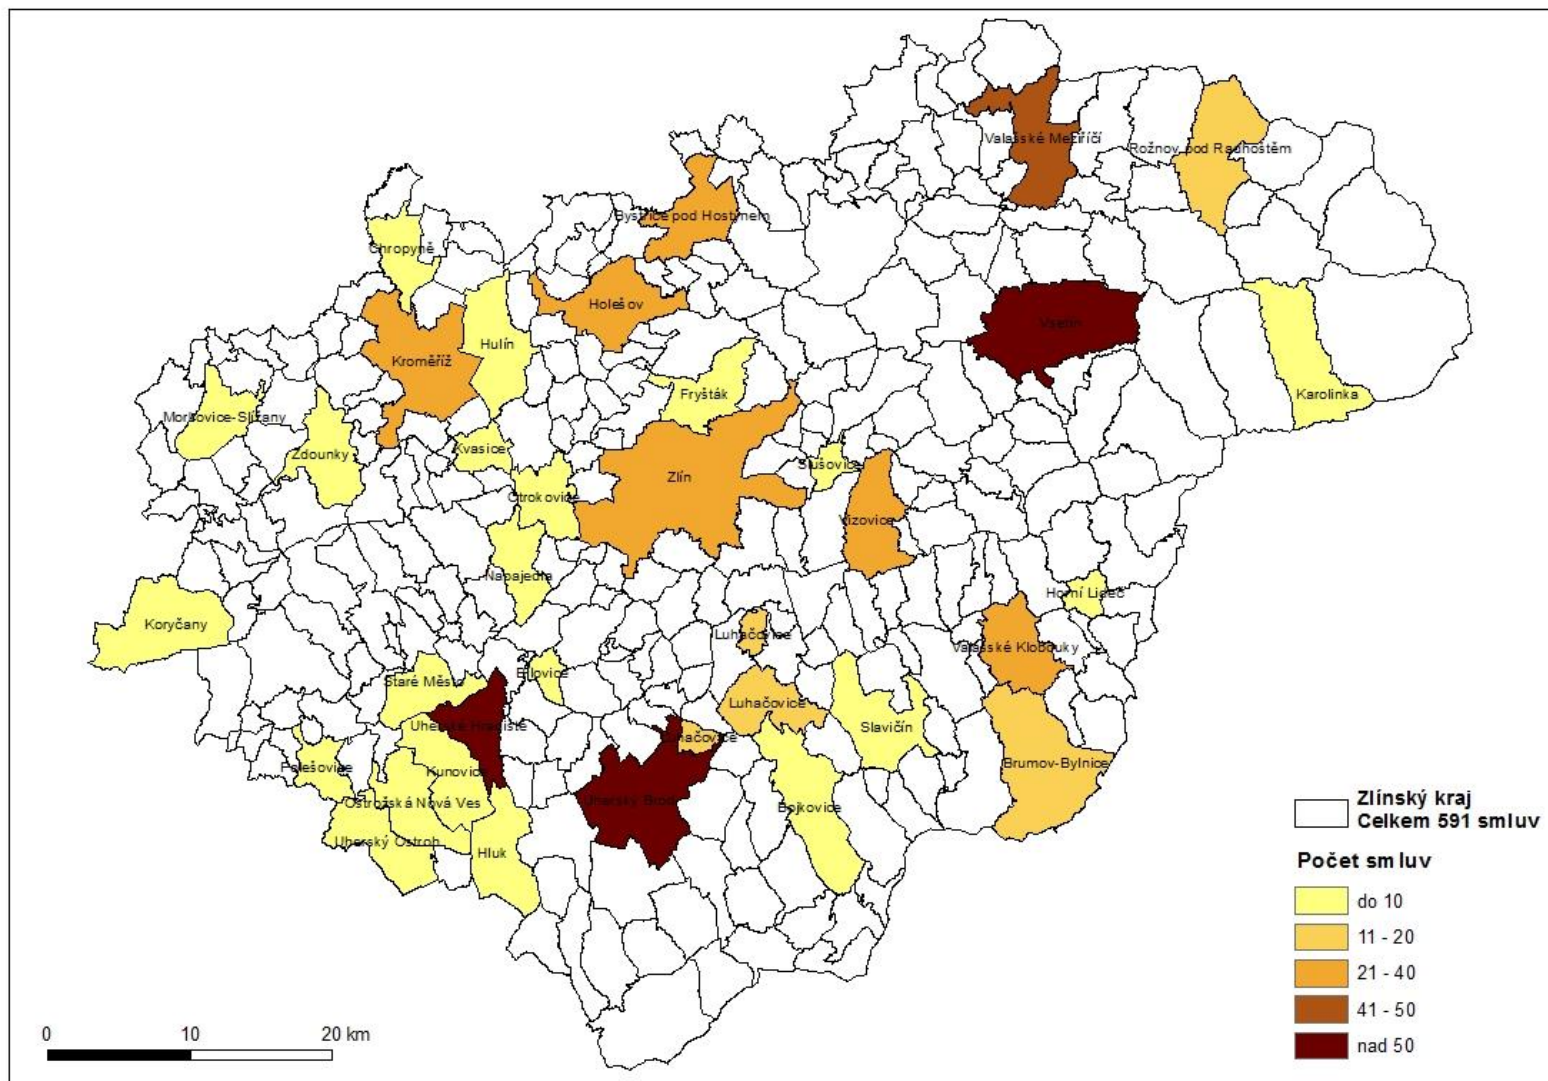 Valašské Meziříčí
Rožnov pod Radhoštěm
Bystřice pod Hostýnem
Chropyně
Holešov
Vsetín
Hulín
Kroměříž
Fryšták
Karolinka
Morkovice-Slížany
Kvasice
Zdounky
Slušovice
Zlín
Otrokovice
Vizovice
Napajedla
Horní Lideč
Koryčany
Luhačovice
Valašské Klobouky
Bílovice
Staré Město
Luhačovice
Uherské Hradiště
Slavičín
Luhačovice
Brumov-Bylnice
Polešovice
Kunovice
Ostrožská Nová Ves
Uherský Brod
Bojkovice
Uherský Ostroh
Hluk
Zlínský kraj
Celkem 591 smluv
Počet smluv
do 10
11 - 20
21 - 40
41 - 50
nad 50
0 10 20 km